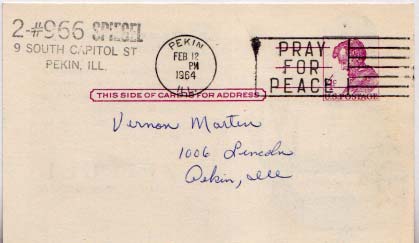 2-#966 SPIEGEL
9 SOUTH CAPITOL ST
PEKIN, ILL.
PEKIN
FEB 12
PM
1964
ILL.
PRAY
FOR
PEACE
U.S. POSTAGE
THIS SIDE OF CARD IS FOR ADDRESS
Vernon Martin
1006 Lincoln
Pekin, Ill